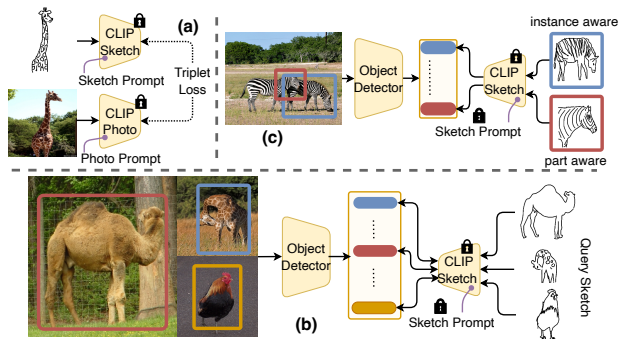 (a)
CLIP
Sketch
Sketch Prompt
Triplet
Loss
CLIP
Photo
Photo Prompt
instance aware
Object
Detector
CLIP
Sketch
Sketch Prompt
(c)
part aware
Object
Detector
CLIP
Sketch
Sketch Prompt
Query Sketch
(b)